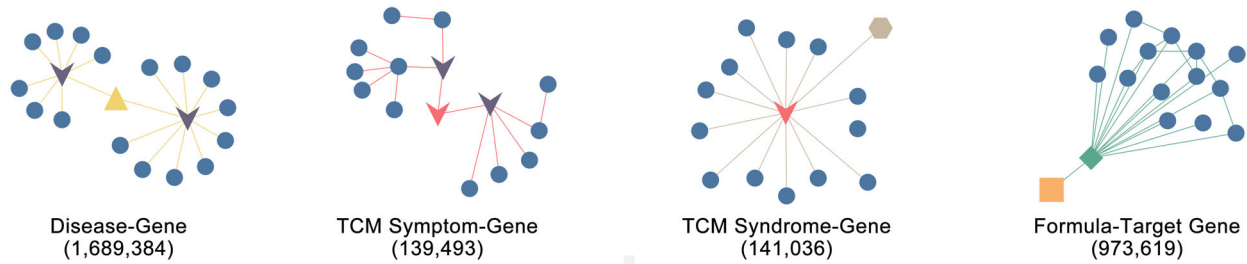 Disease-Gene
(1,689,384)
TCM Symptom-Gene
(139,493)
TCM Syndrome-Gene
(141,036)
Formula-Target Gene
(973,619)